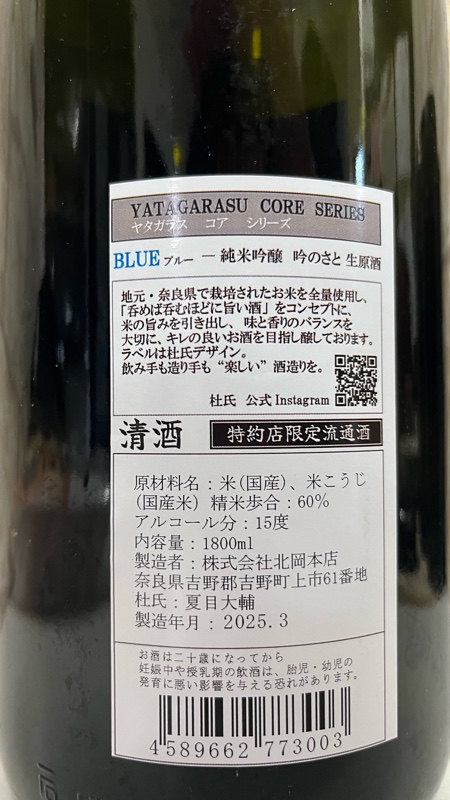 YATAGARASU CORE SERIES
ヤタガラス コア シリーズ
BLUE ブルー ― 純米吟醸 吟のさと 生原酒
地元・奈良県で栽培されたお米を全量使用し、
「呑めば呑むほどに旨い酒」をコンセプトに、
米の旨みを引き出し、味と香りのバランスを
大切に、キレの良いお酒を目指し醸しております。
ラベルは杜氏デザイン。
飲み手も造り手も“楽しい”酒造りを。
杜氏 公式Instagram
清酒 特約店限定流通酒
原材料名：米(国産)、米こうじ
(国産米) 精米歩合：60%
アルコール分：15度
内容量：1800ml
製造者：株式会社北岡本店
奈良県吉野郡吉野町上市61番地
杜氏：夏目大輔
製造年月：2025.3
お酒は二十歳になってから
妊娠中や授乳期の飲酒は、胎児・幼児の
発育に悪い影響を与える恐れがあります。
4589662 773003